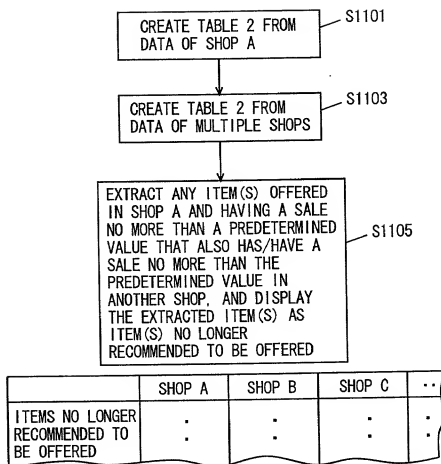 CREATE TABLE 2 FROM
DATA OF SHOP A
S1101
CREATE TABLE 2 FROM
DATA OF MULTIPLE SHOPS
S1103
EXTRACT ANY ITEM(S) OFFERED
IN SHOP A AND HAVING A SALE
NO MORE THAN A PREDETERMINED
VALUE THAT ALSO HAS/HAVE A
SALE NO MORE THAN THE
PREDETERMINED VALUE IN
ANOTHER SHOP, AND DISPLAY
THE EXTRACTED ITEM(S) AS
ITEM(S) NO LONGER
RECOMMENDED TO BE OFFERED
S1105
SHOP A SHOP B SHOP C ..
ITEMS NO LONGER
RECOMMENDED TO
BE OFFERED
: : : :